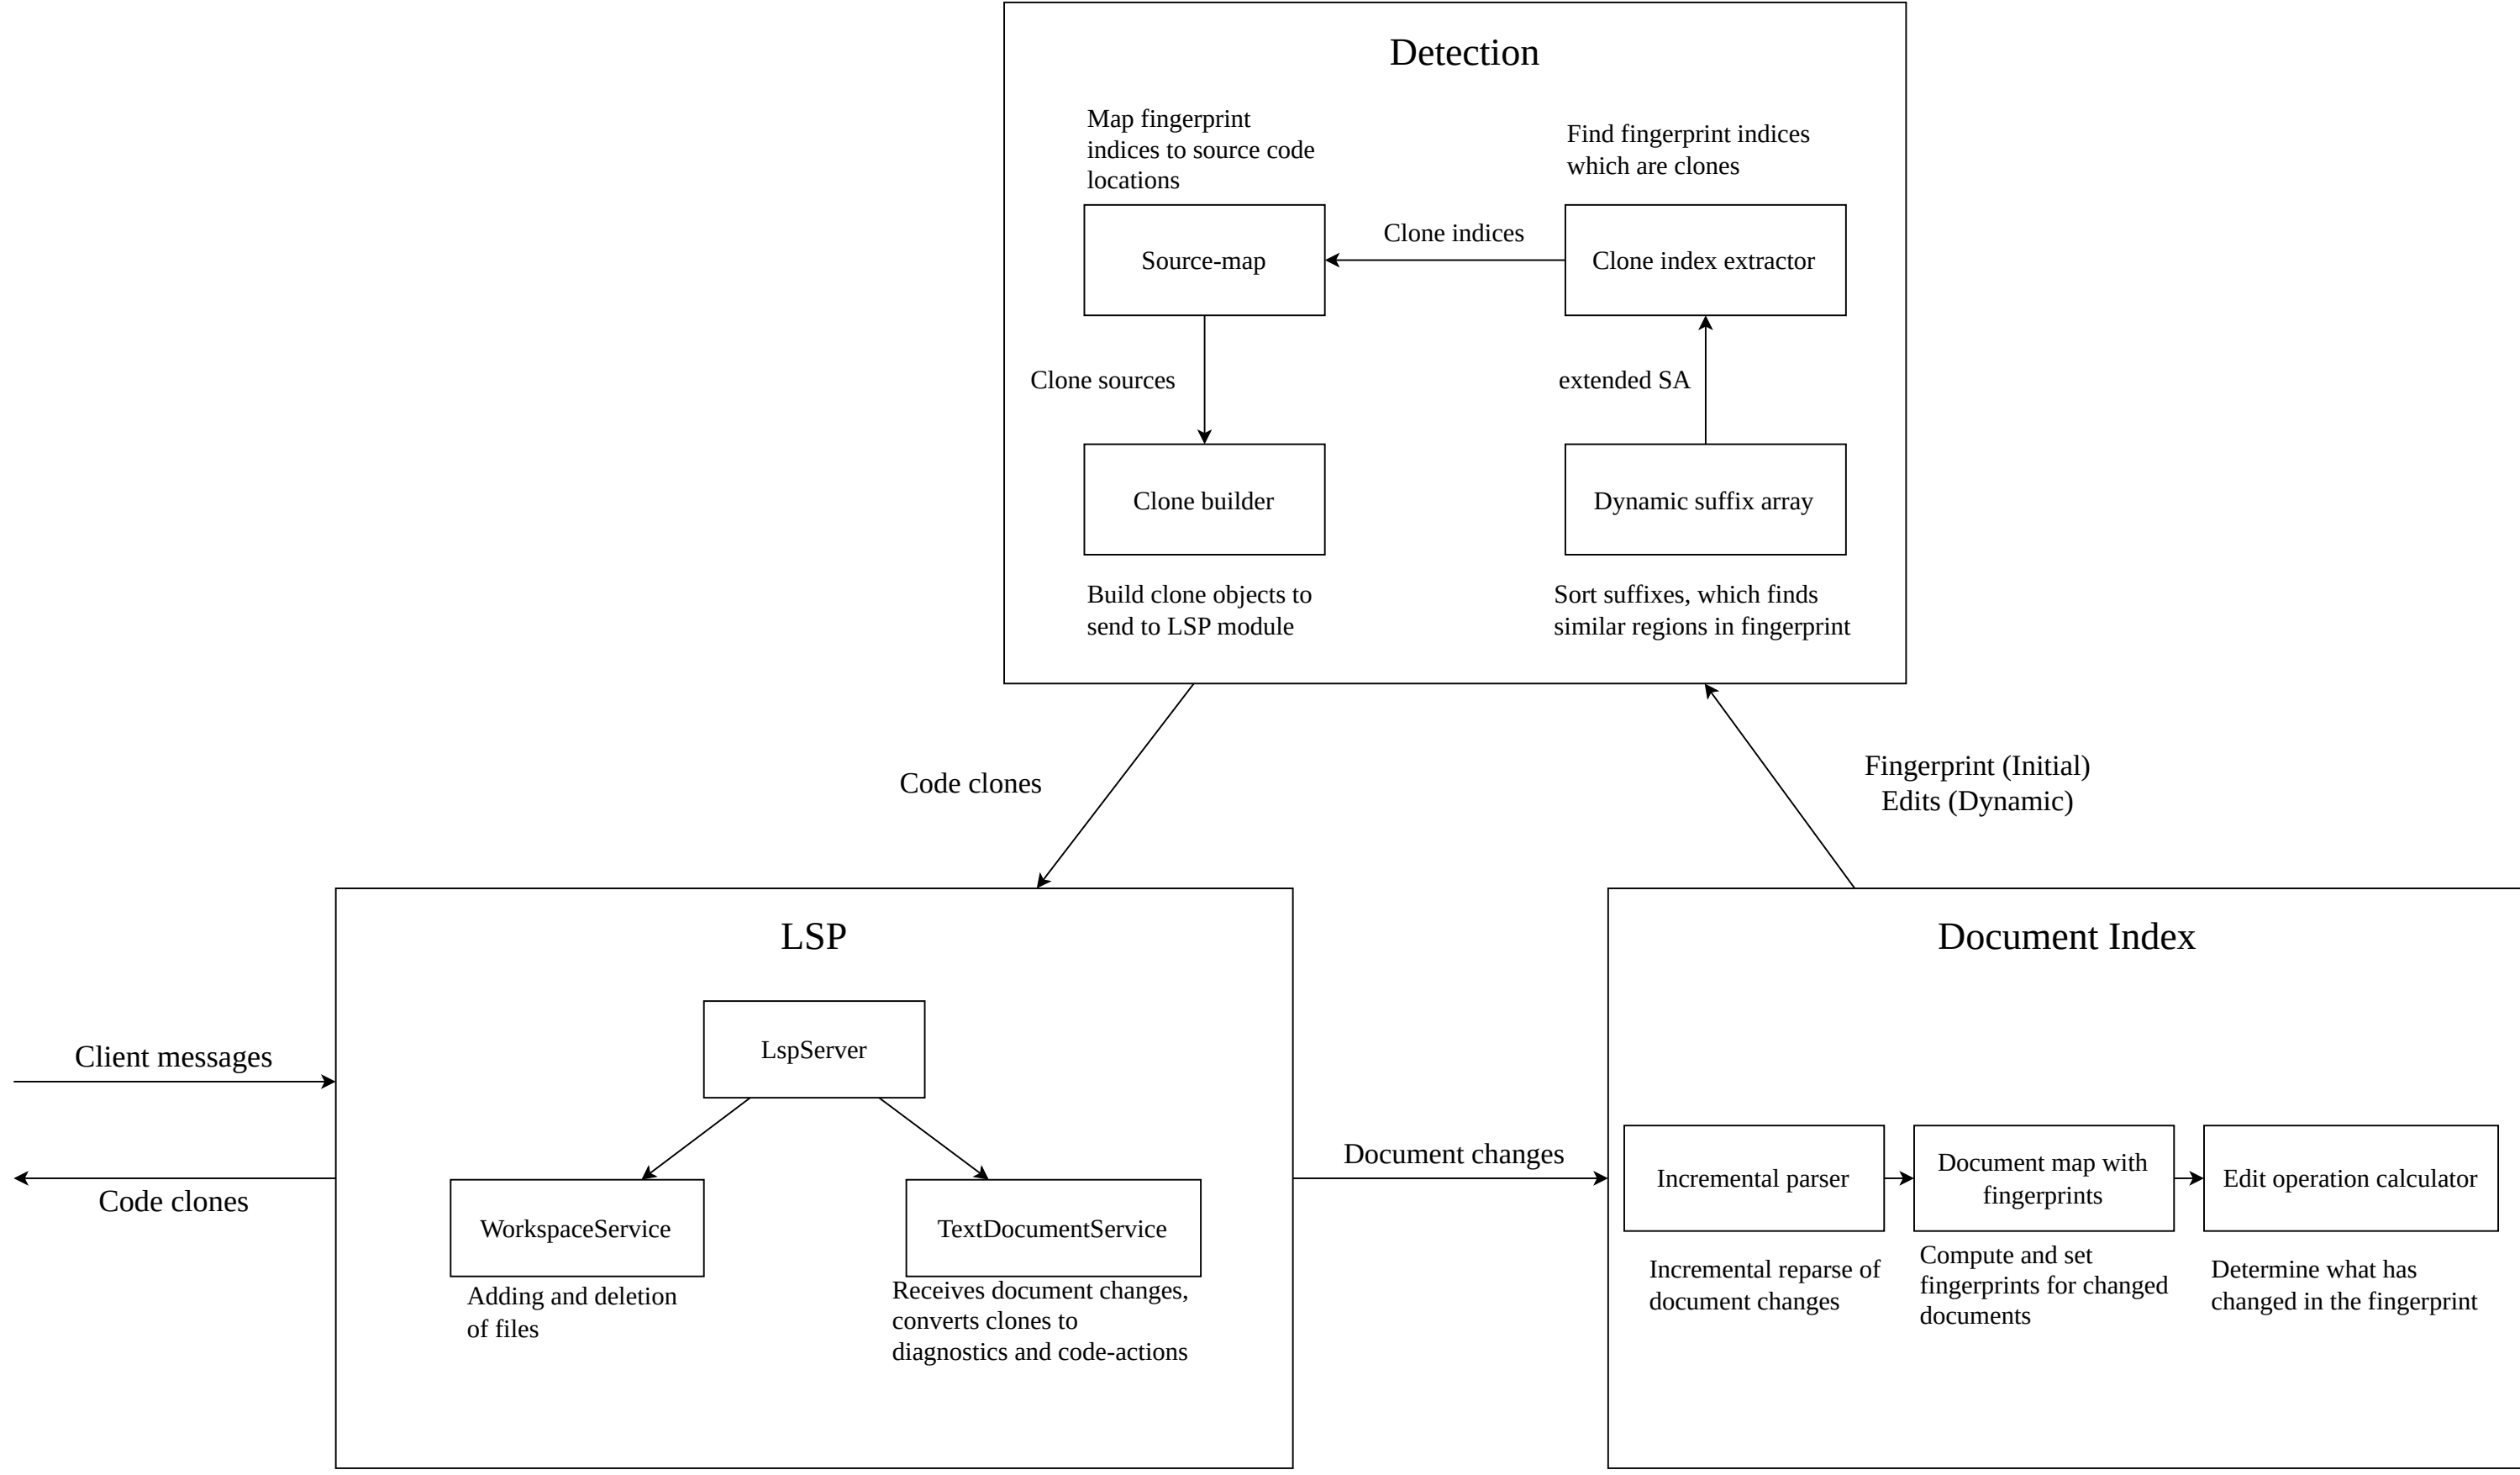 Detection
Map fingerprint
indices to source code
locations
Find fingerprint indices
which are clones
Source-map
Clone indices
Clone index extractor
Clone sources
extended SA
Clone builder
Dynamic suffix array
Build clone objects to
send to LSP module
Sort suffixes, which finds
similar regions in fingerprint
Code clones
Fingerprint (Initial)
Edits (Dynamic)
Client messages
Code clones
LSP
LspServer
WorkspaceService
Adding and deletion
of files
TextDocumentService
Receives document changes,
converts clones to
diagnostics and code-actions
Document changes
Document Index
Incremental parser
Incremental reparse of
document changes
Document map with
fingerprints
Compute and set
fingerprints for changed
documents
Edit operation calculator
Determine what has
changed in the fingerprint